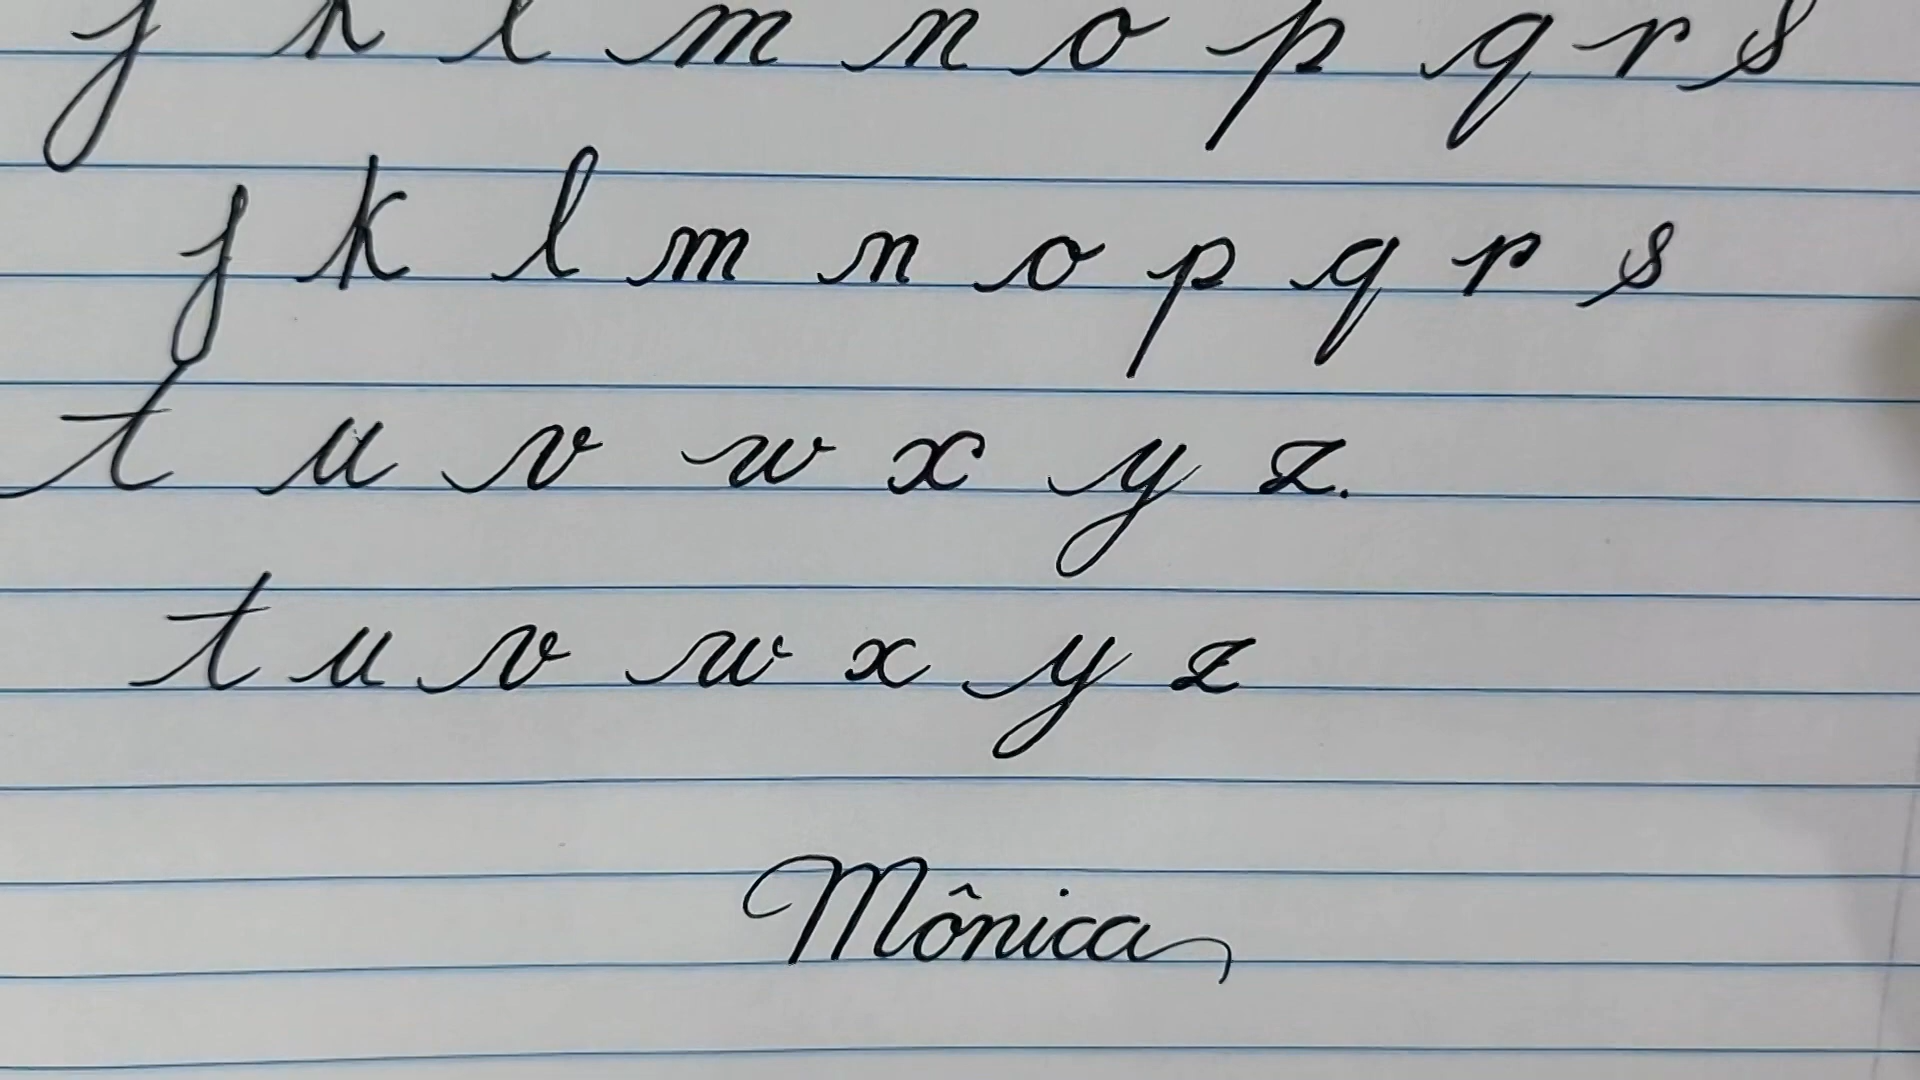 j k l m n o p q r s
j k l m n o p q r s
t u v w x y z.
t u v w x y z
Mônica